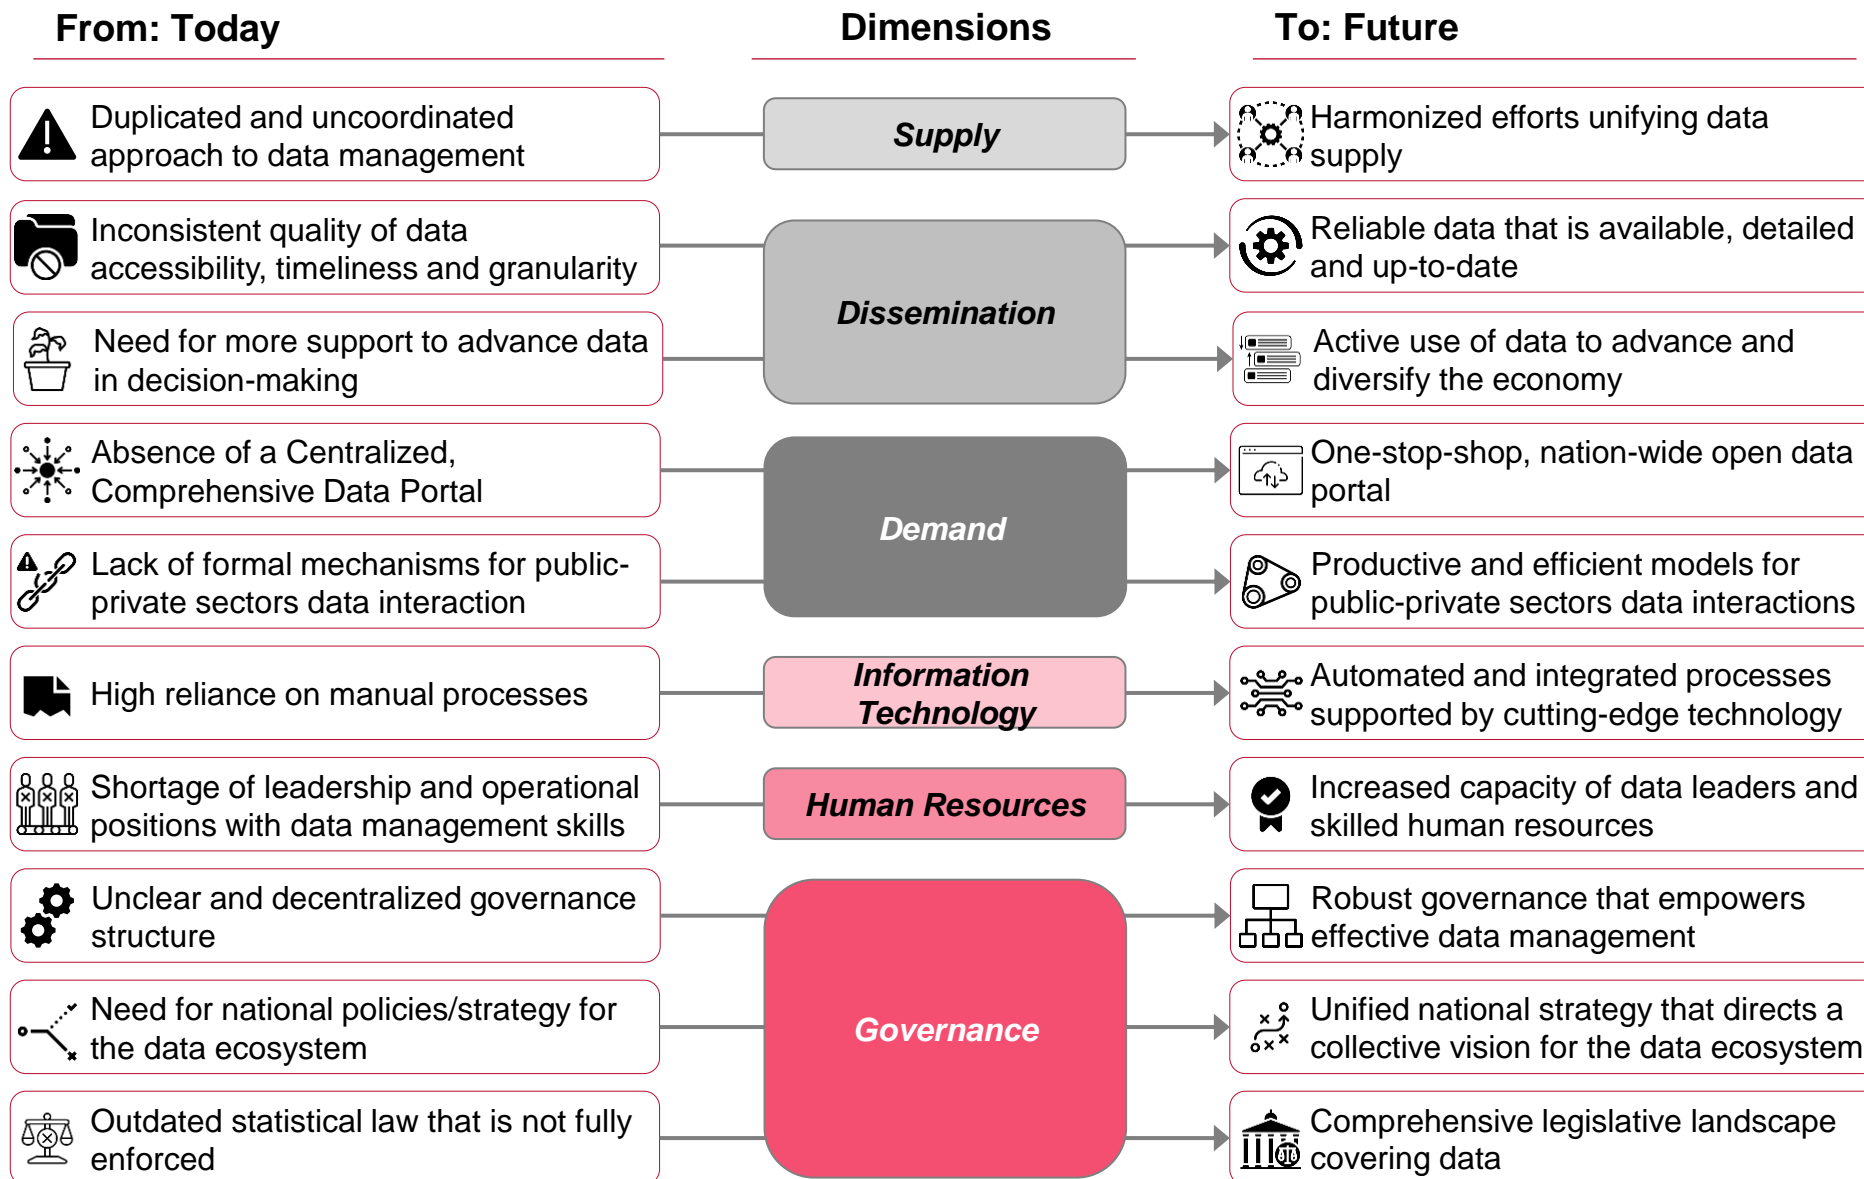 From: Today
Dimensions
To: Future
Duplicated and uncoordinated
approach to data management
Supply
Harmonized efforts unifying data
supply
Inconsistent quality of data
accessibility, timeliness and granularity
Dissemination
Reliable data that is available, detailed
and up-to-date
Need for more support to advance data
in decision-making
Active use of data to advance and
diversify the economy
Absence of a Centralized,
Comprehensive Data Portal
Demand
One-stop-shop, nation-wide open data
portal
Lack of formal mechanisms for public-
private sectors data interaction
Productive and efficient models for
public-private sectors data interactions
High reliance on manual processes
Information
Technology
Automated and integrated processes
supported by cutting-edge technology
Shortage of leadership and operational
positions with data management skills
Human Resources
Increased capacity of data leaders and
skilled human resources
Unclear and decentralized governance
structure
Robust governance that empowers
effective data management
Need for national policies/strategy for
the data ecosystem
Governance
Unified national strategy that directs a
collective vision for the data ecosystem
Outdated statistical law that is not fully
enforced
Comprehensive legislative landscape
covering data